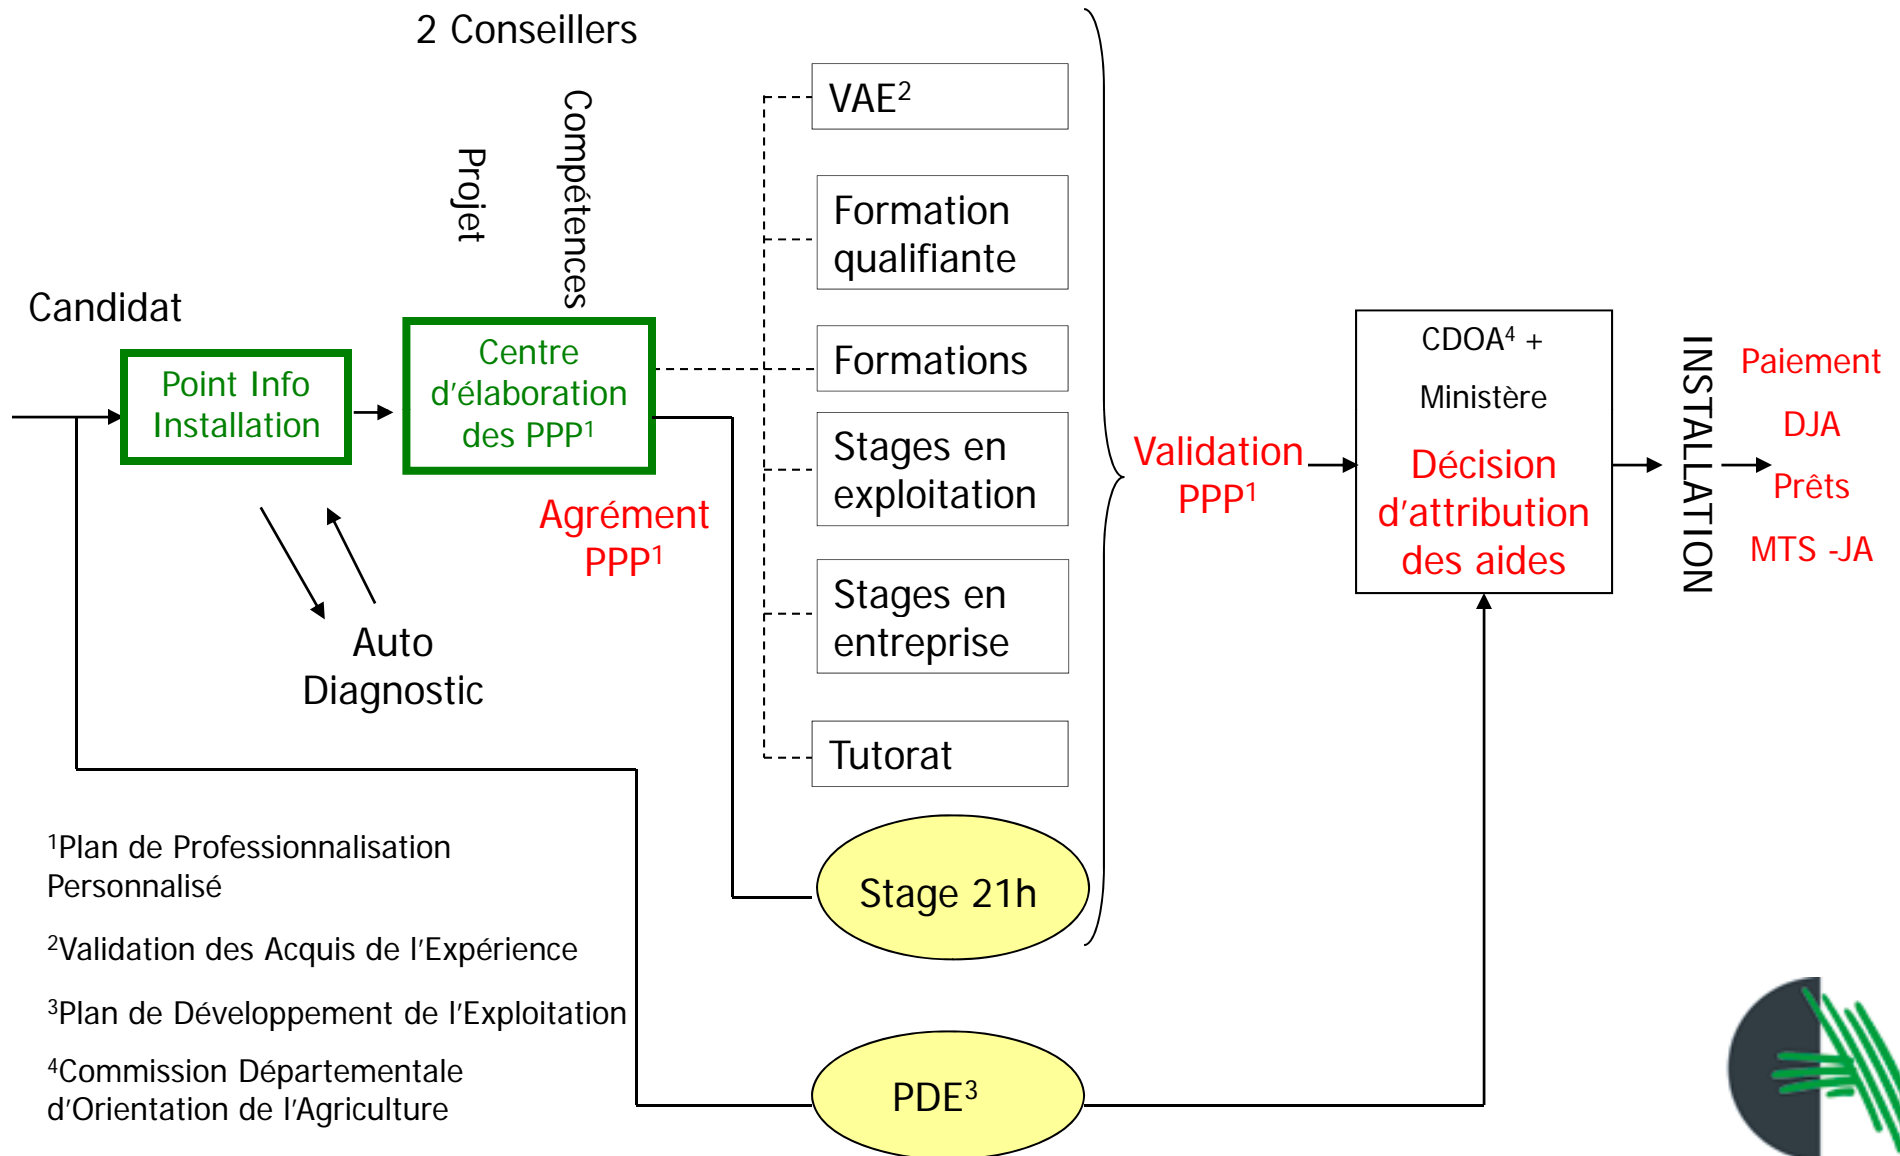 2 Conseillers
Projet
Compétences
Candidat
Point Info
Installation
Centre
d'élaboration
des PPP¹
Agrément
PPP¹
Auto
Diagnostic
VAE²
Formation
qualifiante
Formations
Stages en
exploitation
Stages en
entreprise
Tutorat
Stage 21h
PDE³
Validation
PPP¹
CDOA⁴ +
Ministère
Décision
d'attribution
des aides
INSTALLATION
Paiement
DJA
Prêts
MTS -JA
¹Plan de Professionnalisation
Personnalisé
²Validation des Acquis de l'Expérience
³Plan de Développement de l'Exploitation
⁴Commission Départementale
d'Orientation de l'Agriculture